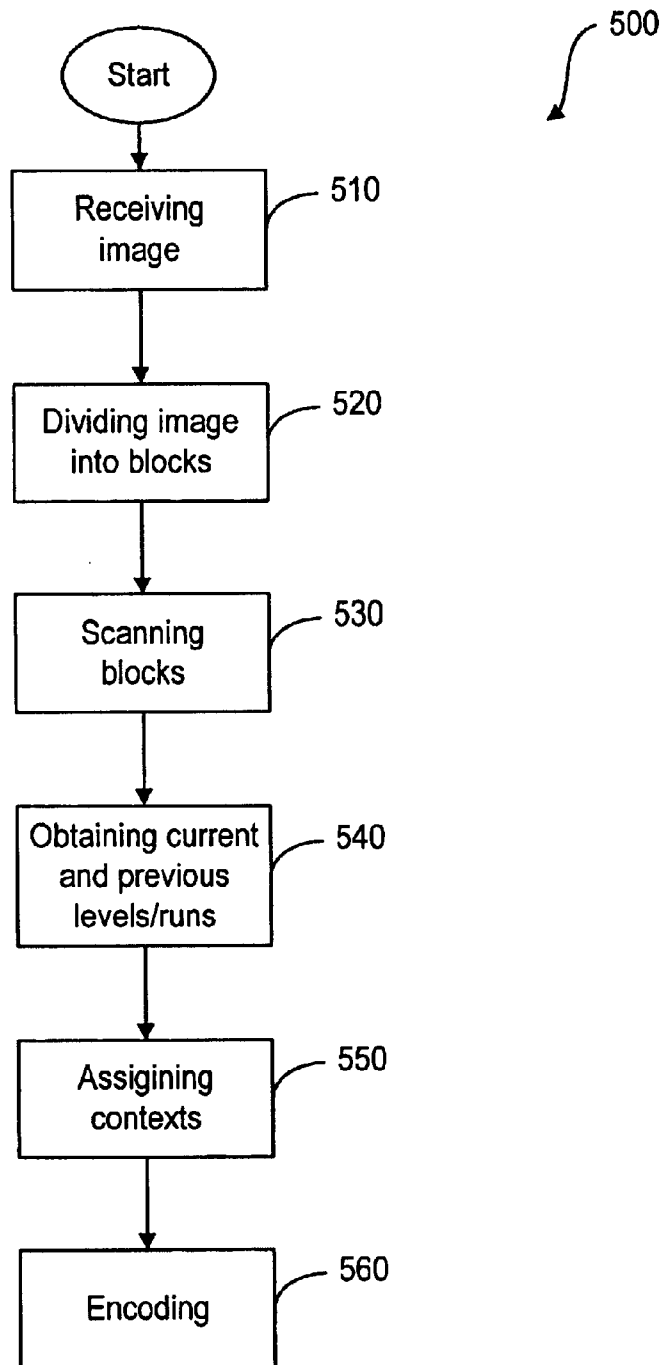 500
Start
510
Receiving
image
520
Dividing image
into blocks
530
Scanning
blocks
540
Obtaining current
and previous
levels/runs
550
Assigining
contexts
560
Encoding